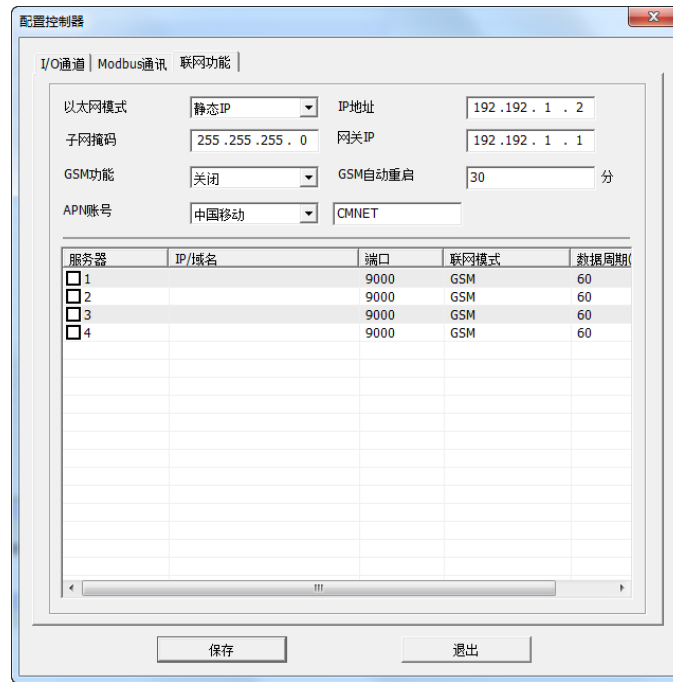 配置控制器
I/O通道 Modbus通讯 联网功能
以太网模式 静态IP IP地址 192.192. 1 . 2
子网掩码 255.255.255. 0 网关IP 192.192. 1 . 1
GSM功能 关闭 GSM自动重启 30 分
APN账号 中国移动 CMNET
服务器 IP/域名 端口 联网模式 数据周期(
1 9000 GSM 60
2 9000 GSM 60
3 9000 GSM 60
4 9000 GSM 60
保存 退出